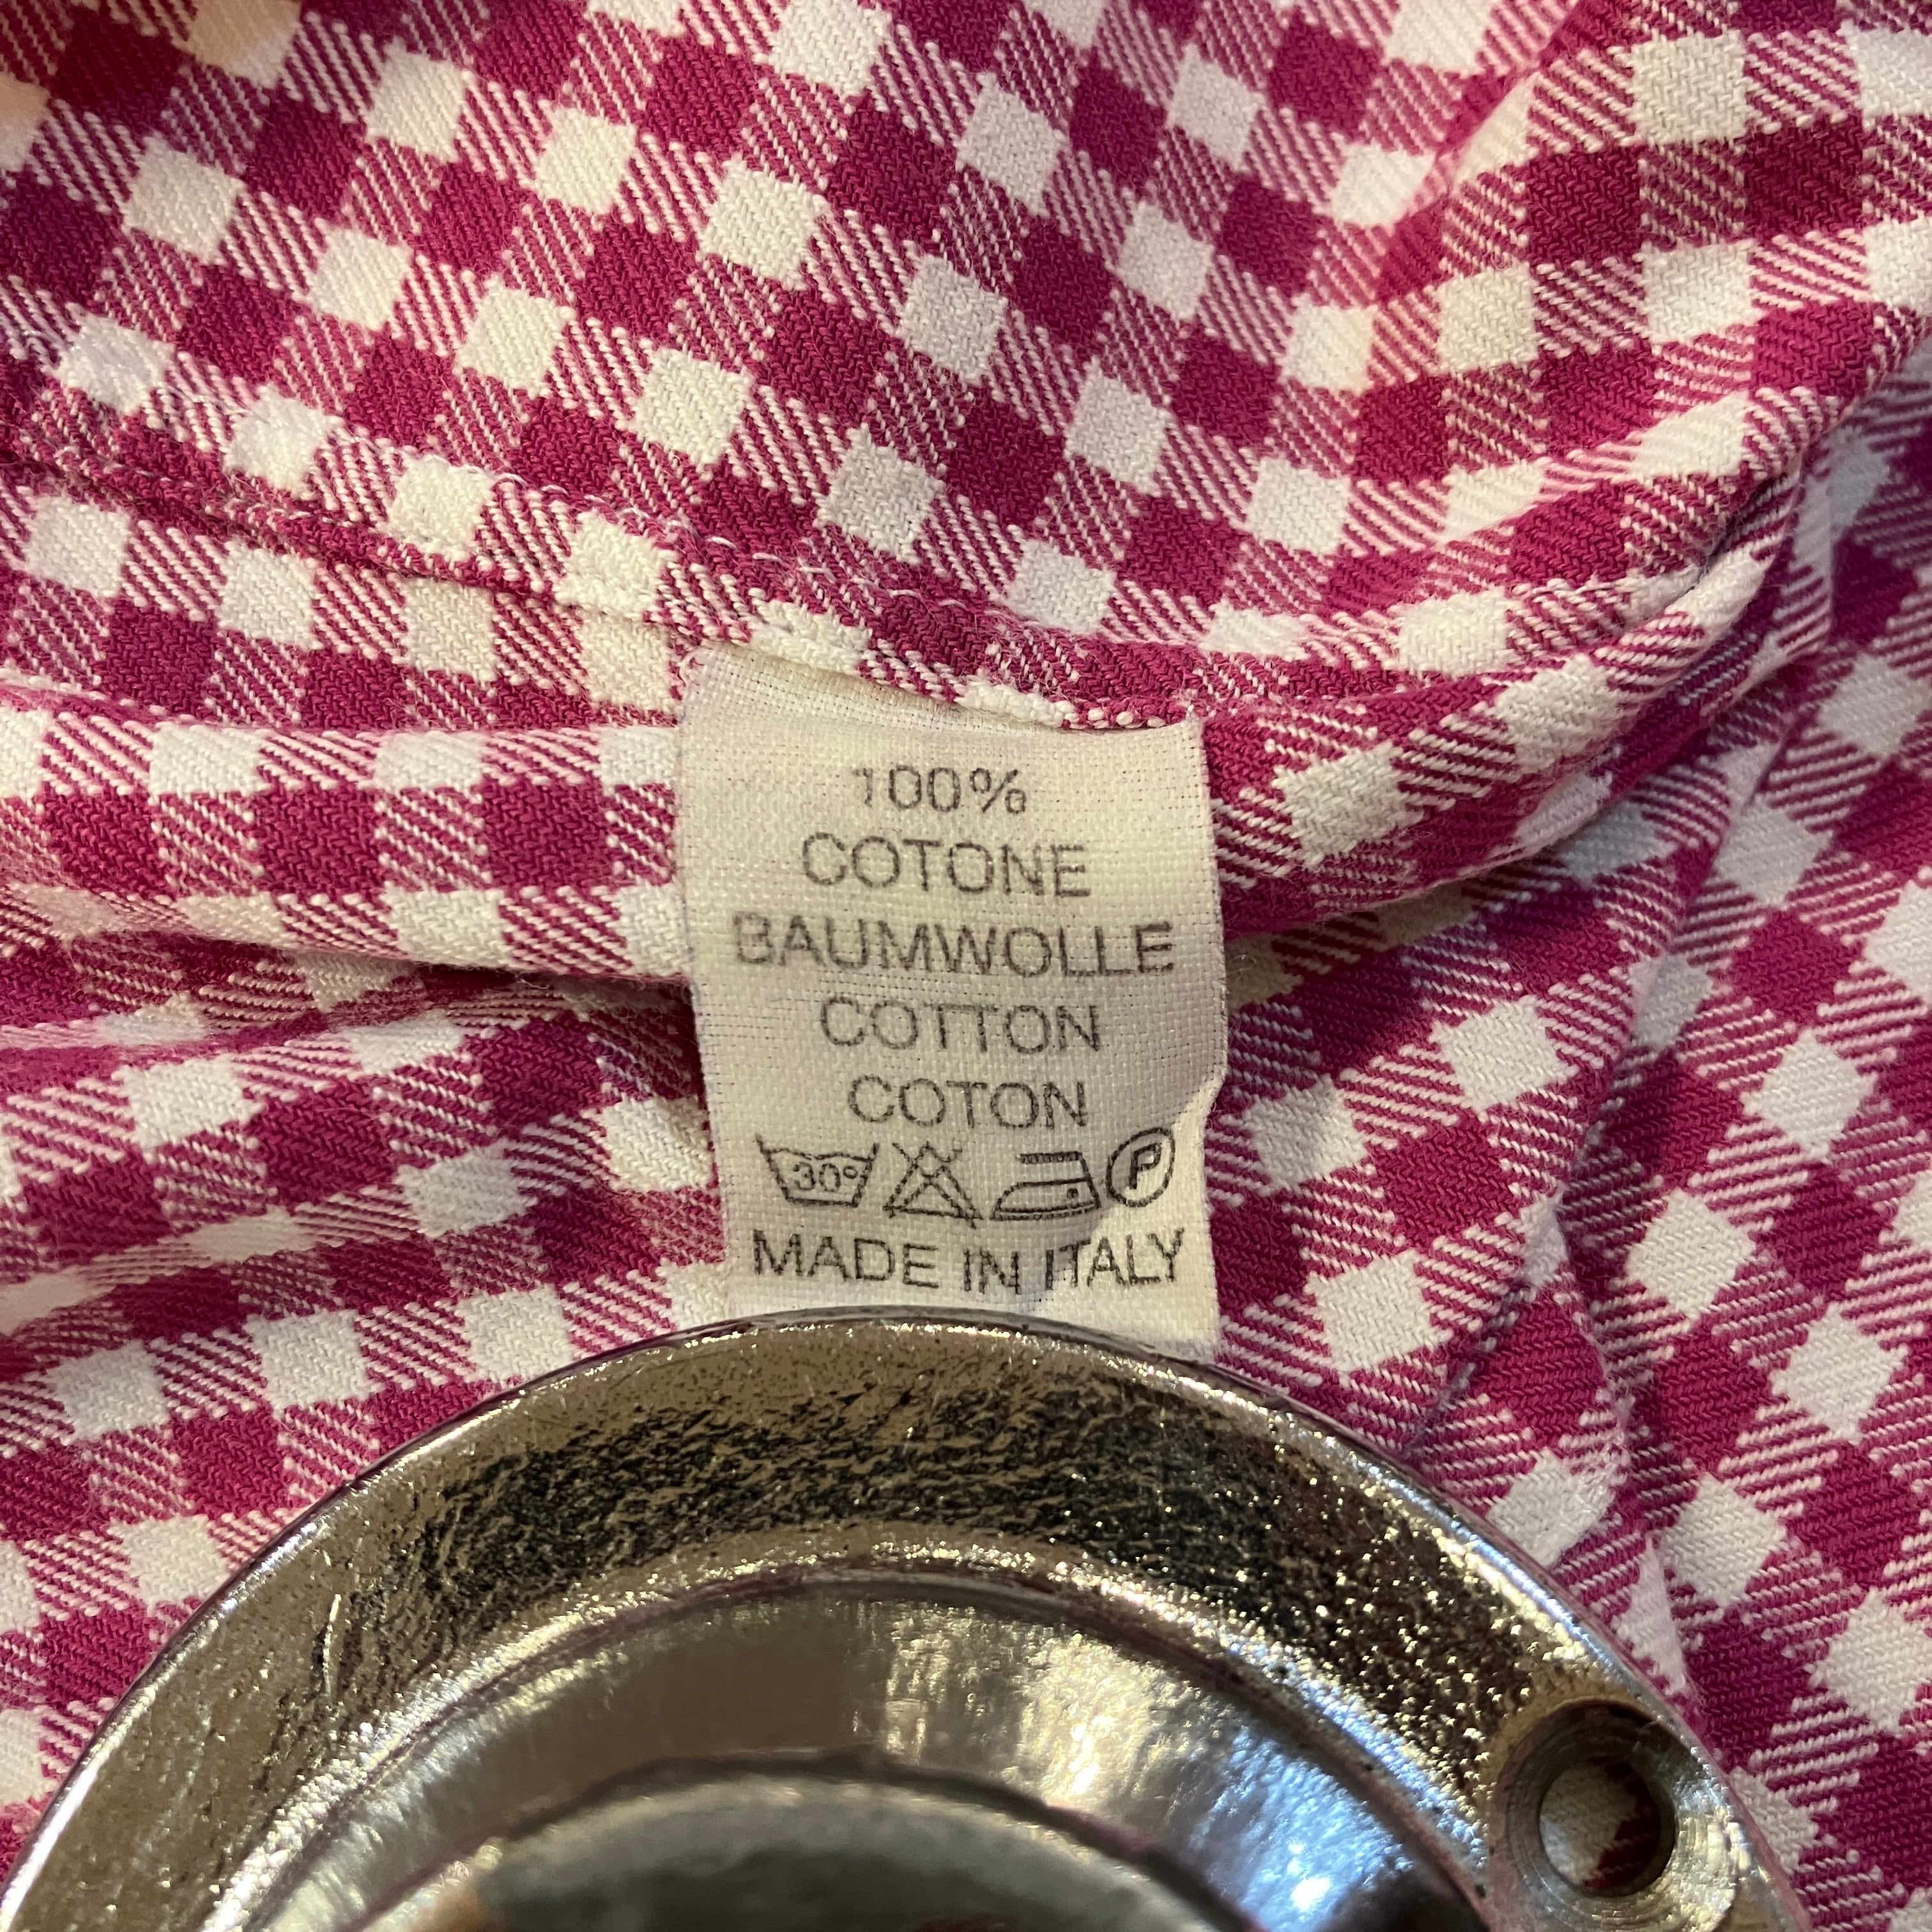 100%
COTONE
BAUMWOLLE
COTTON
COTON
30° P
MADE IN ITALY